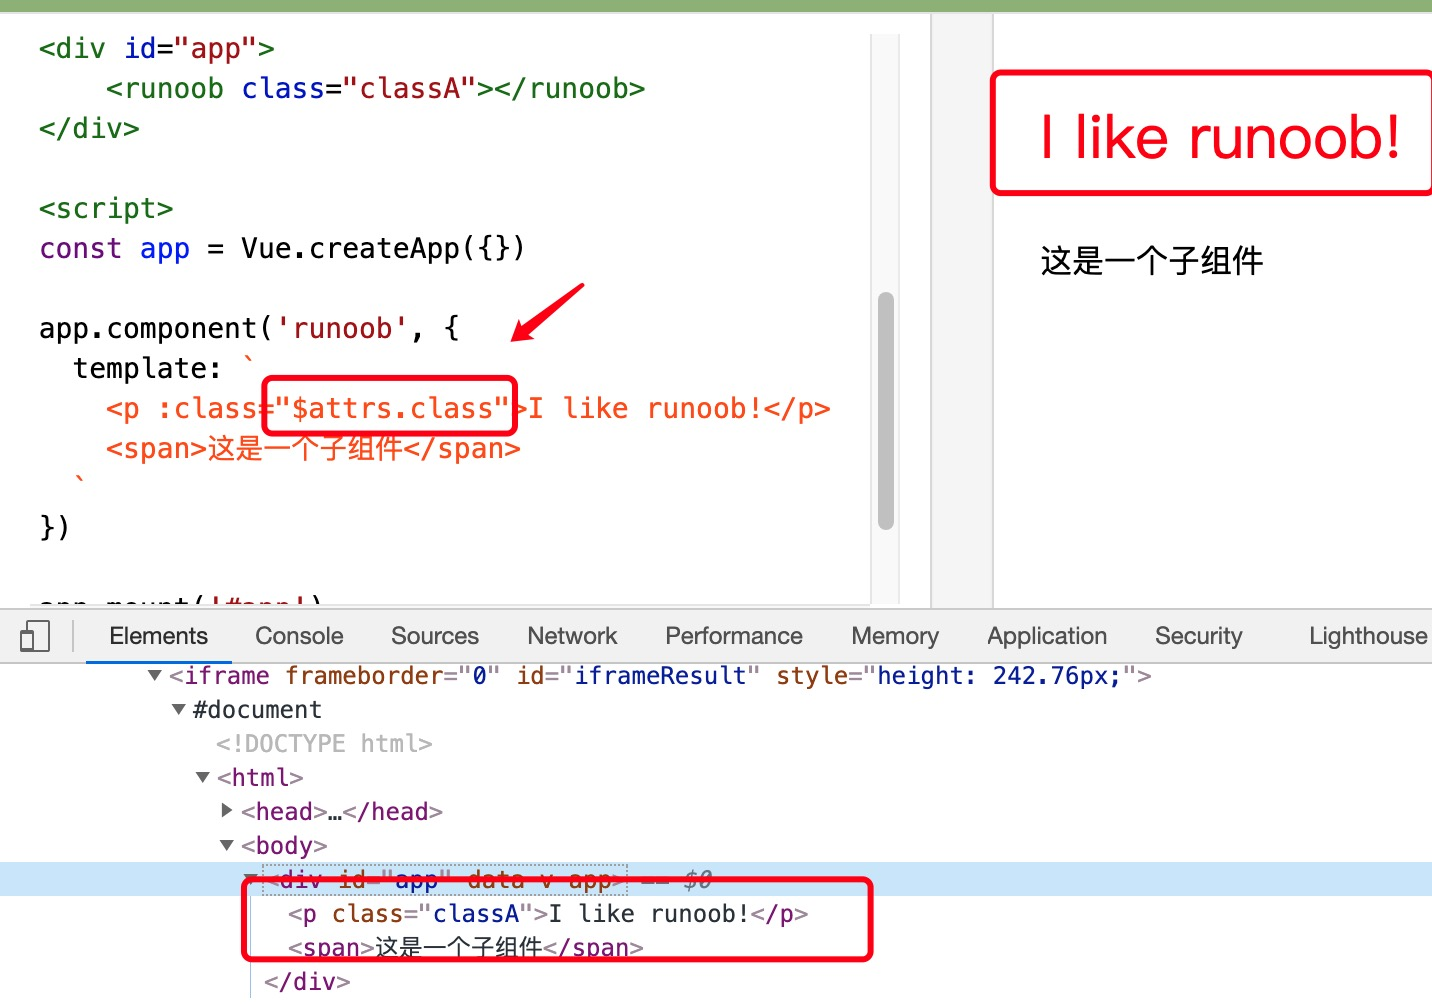 <div id="app">
    <runoob class="classA"></runoob>
</div>
<script>
const app = Vue.createApp({})
app.component('runoob', {
  template: `
    <p :class="$attrs.class">I like runoob!</p>
    <span>这是一个子组件</span>
  `
})
app.mount('#app')
I like runoob!
这是一个子组件
Elements Console Sources Network Performance Memory Application Security Lighthouse
<iframe frameborder="0" id="iframeResult" style="height: 242.76px;">
#document
<!DOCTYPE html>
<html>
<head>…</head>
<body>
<div id="app" data-v-app> == $0
<p class="classA">I like runoob!</p>
<span>这是一个子组件</span>
</div>